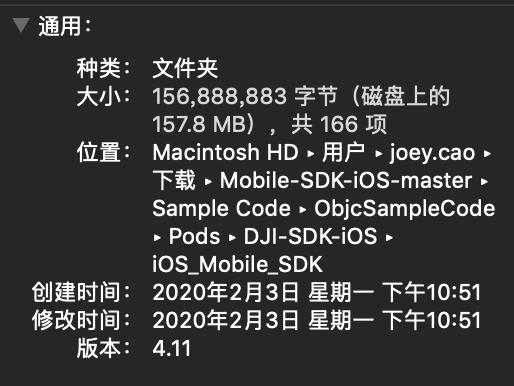 通用：
种类： 文件夹
大小： 156,888,883 字节（磁盘上的
157.8 MB），共 166 项
位置： Macintosh HD ▸ 用户 ▸ joey.cao ▸
下载 ▸ Mobile-SDK-iOS-master ▸
Sample Code ▸ ObjcSampleCode
▸ Pods ▸ DJI-SDK-iOS ▸
iOS_Mobile_SDK
创建时间： 2020年2月3日 星期一 下午10:51
修改时间： 2020年2月3日 星期一 下午10:51
版本： 4.11